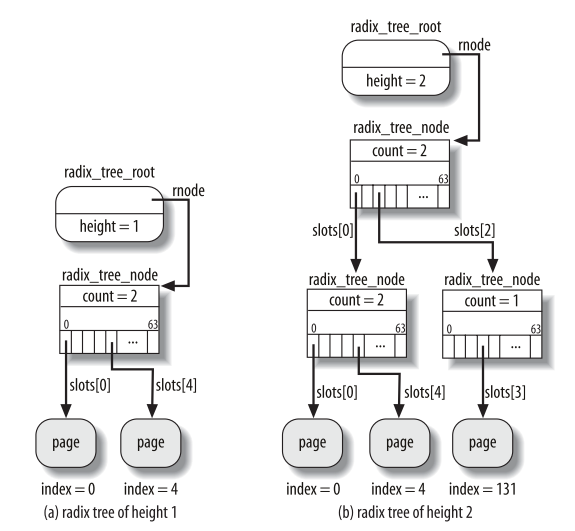 radix_tree_root
rnode
height = 1
radix_tree_node
count = 2
0 63
...
slots[0] slots[4]
page page
index = 0 index = 4
(a) radix tree of height 1
radix_tree_root
rnode
height = 2
radix_tree_node
count = 2
0 63
...
slots[0] slots[2]
radix_tree_node radix_tree_node
count = 2 count = 1
0 63 0 63
... ...
slots[0] slots[4] slots[3]
page page page
index = 0 index = 4 index = 131
(b) radix tree of height 2